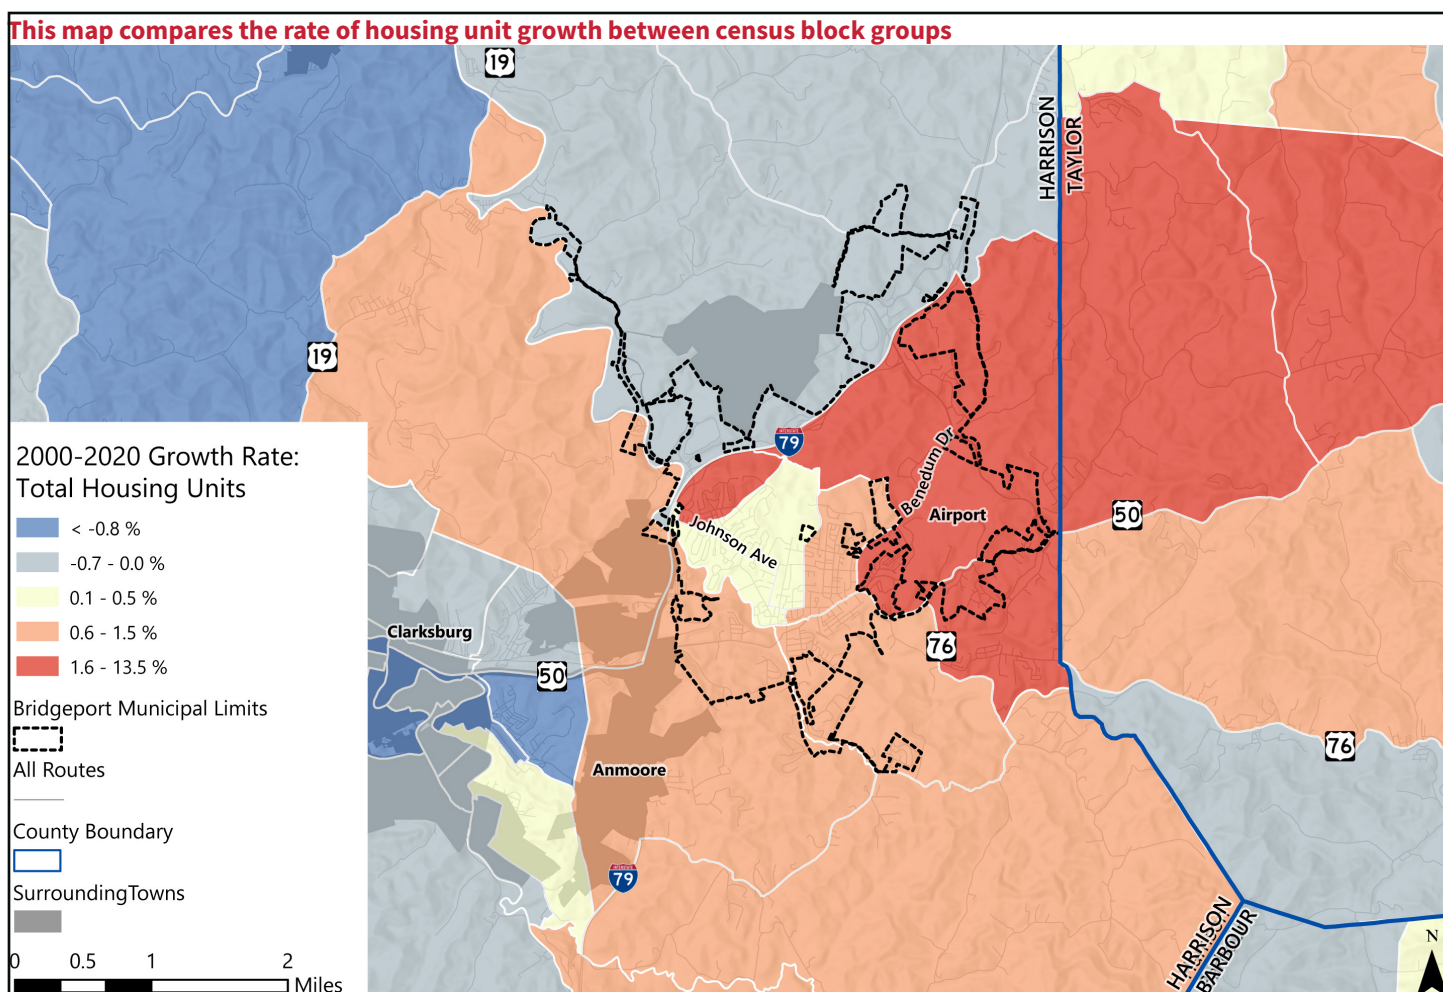 This map compares the rate of housing unit growth between census block groups
19
HARRISON
TAYLOR
19
INTERSTATE
79
Benedum Dr
Airport
50
Johnson Ave
Clarksburg
50
76
76
Anmoore
INTERSTATE
79
HARRISON
BARBOUR
N
2000-2020 Growth Rate:
Total Housing Units
< -0.8 %
-0.7 - 0.0 %
0.1 - 0.5 %
0.6 - 1.5 %
1.6 - 13.5 %
Bridgeport Municipal Limits
All Routes
County Boundary
SurroundingTowns
0 0.5 1 2
Miles